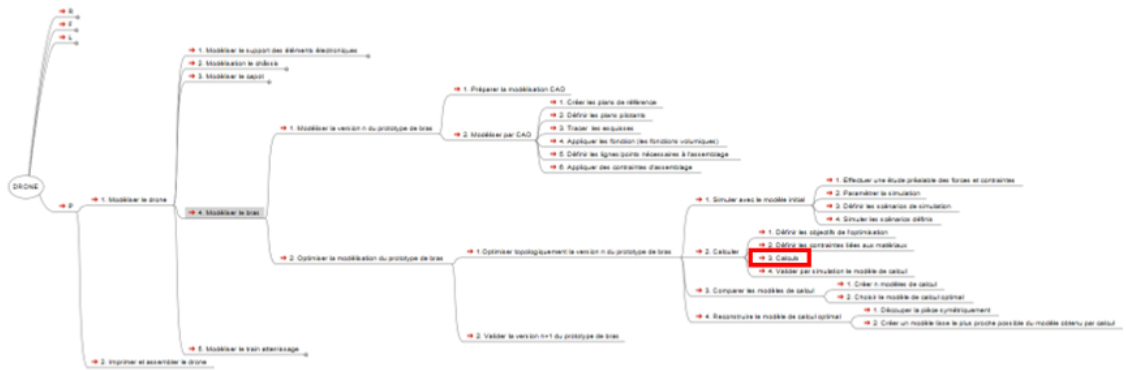 R
F
L
1. Modéliser le support des éléments électroniques
2. Modélisation le châssis
3. Modéliser le capot
1. Préparer la modélisation CAO
1. Créer les plans de référence
2. Définir les plans pilotants
3. Tracer les esquisses
1. Modéliser la version n du prototype de bras
2. Modéliser par CAO
4. Appliquer les fonction (les fonctions volumiques)
5. Définir les lignes/points nécessaires à l'assemblage
6. Appliquer des contraintes d'assemblage
DRONE
P
1. Modéliser le drone
4. Modéliser le bras
1. Effectuer une étude préalable des forces et contraintes
2. Paramétrer la simulation
1. Simuler avec le modèle initial
3. Définir les scénarios de simulation
4. Simuler les scénarios définis
1. Définir les objectifs de l'optimisation
2. Définir les contraintes liées aux matériaux
2. Optimiser la modélisation du prototype de bras
1.Optimiser topologiquement la version n du prototype de bras
2. Calculer
3. Calculs
4. Valider par simulation le modèle de calcul
1. Créer n modèles de calcul
3. Comparer les modèles de calcul
2. Choisir le modèle de calcul optimal
1. Découper la pièce symétriquement
4. Reconstruire le modèle de calcul optimal
2. Créer un modèle lisse le plus proche possible du modèle obtenu par calcul
2. Valider la version n+1 du prototype de bras
5. Modéliser le train atterrissage
2. Imprimer et assembler le drone